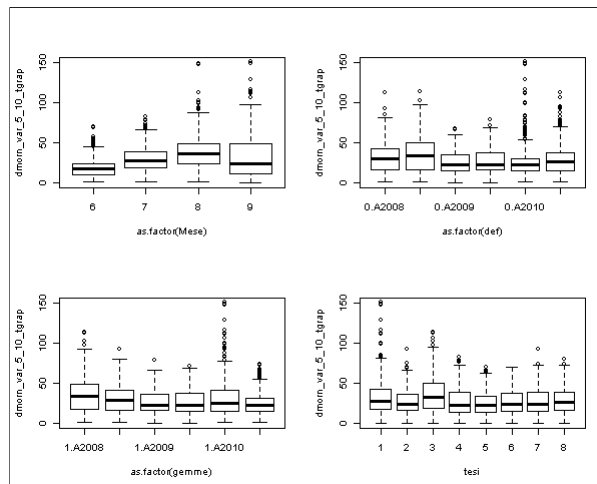 dmorn_var_5_10_tgrap
0
50
100
150
6 7 8 9
as.factor(Mese)
dmorn_var_5_10_tgrap
0
50
100
150
0.A2008 0.A2009 0.A2010
as.factor(def)
dmorn_var_5_10_tgrap
0
50
100
150
1.A2008 1.A2009 1.A2010
as.factor(gemme)
dmorn_var_5_10_tgrap
0
50
100
150
1 2 3 4 5 6 7 8
tesi